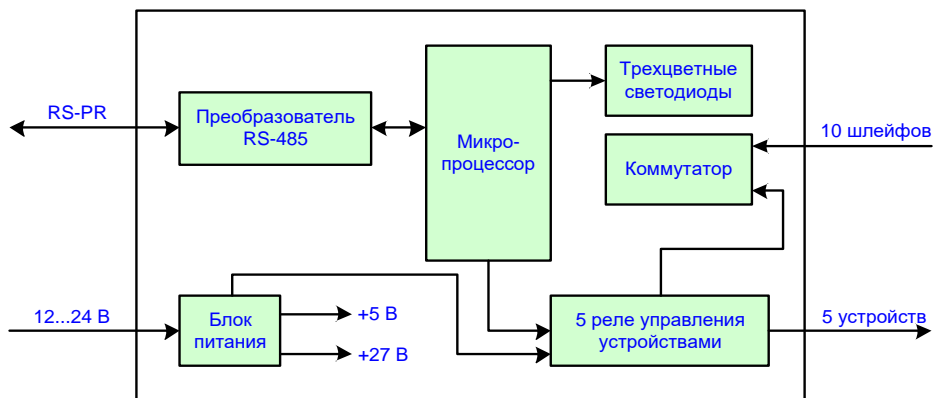 RS-PR
Преобразователь
RS-485
Микро-
процессор
Трехцветные
светодиоды
10 шлейфов
Коммутатор
12...24 В
Блок
питания
+5 В
+27 В
5 реле управления
устройствами
5 устройств